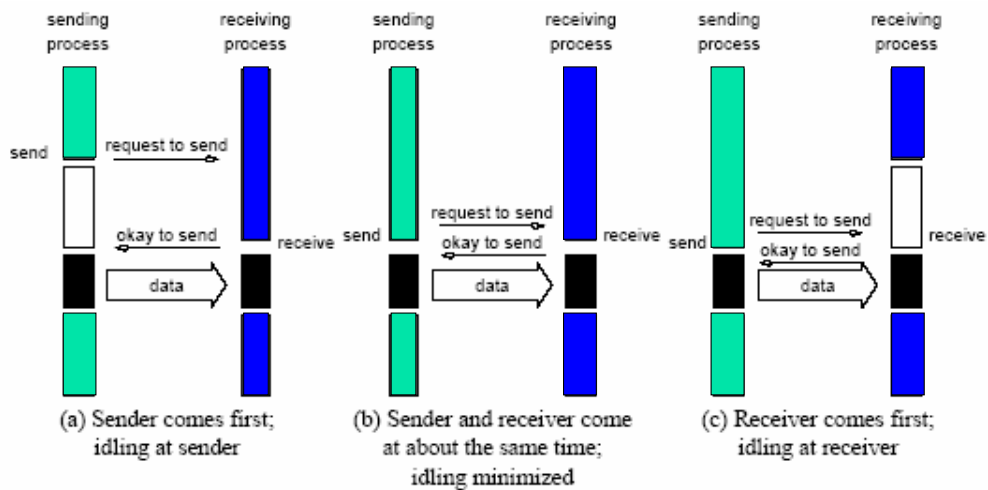 sending process
receiving process
send
request to send
okay to send
receive
data
(a) Sender comes first;
idling at sender
sending process
receiving process
request to send
send
okay to send
receive
data
(b) Sender and receiver come
at about the same time;
idling minimized
sending process
receiving process
request to send
send
okay to send
receive
data
(c) Receiver comes first;
idling at receiver